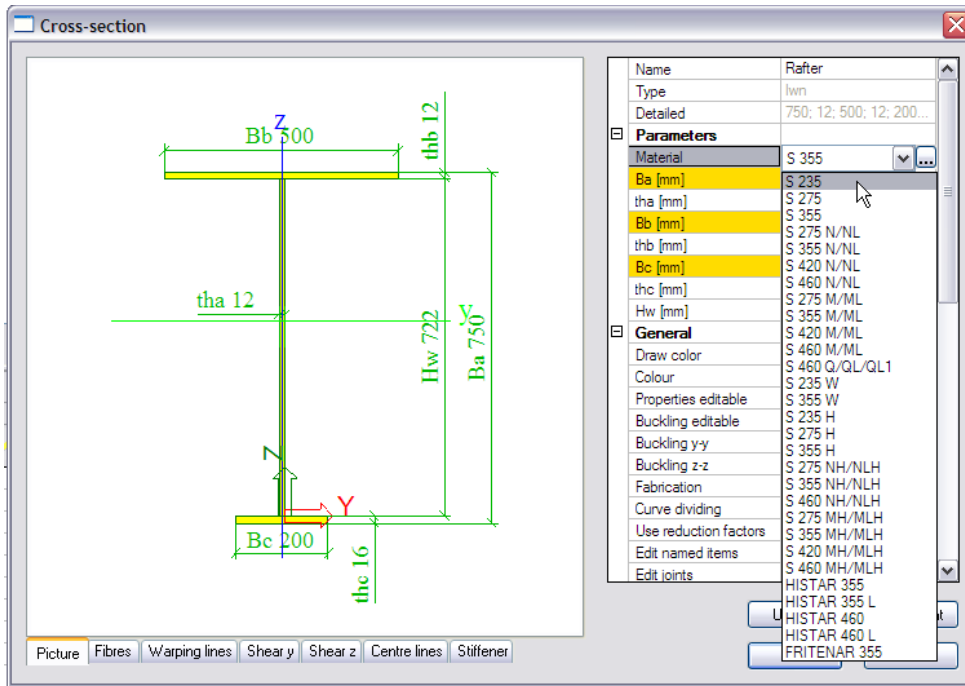 Cross-section
Bb 500
thb 12
Z
tha 12
y
Hw 722
Ba 750
Z
Y
Bc 200
thc 16
Picture
Fibres
Warping lines
Shear y
Shear z
Centre lines
Stiffener
Name Rafter
Type Iwn
Detailed 750; 12; 500; 12; 200...
Parameters
Material S 355 ...
Ba [mm]
tha [mm]
Bb [mm]
thb [mm]
Bc [mm]
thc [mm]
Hw [mm]
General
Draw color
Colour
Properties editable
Buckling editable
Buckling y-y
Buckling z-z
Fabrication
Curve dividing
Use reduction factors
Edit named items
Edit joints
S 235
S 275
S 355
S 275 N/NL
S 355 N/NL
S 420 N/NL
S 460 N/NL
S 275 M/ML
S 355 M/ML
S 420 M/ML
S 460 M/ML
S 460 Q/QL/QL1
S 235 W
S 355 W
S 235 H
S 275 H
S 355 H
S 275 NH/NLH
S 355 NH/NLH
S 460 NH/NLH
S 275 MH/MLH
S 355 MH/MLH
S 420 MH/MLH
S 460 MH/MLH
HISTAR 355
HISTAR 355 L
HISTAR 460
HISTAR 460 L
FRITENAR 355